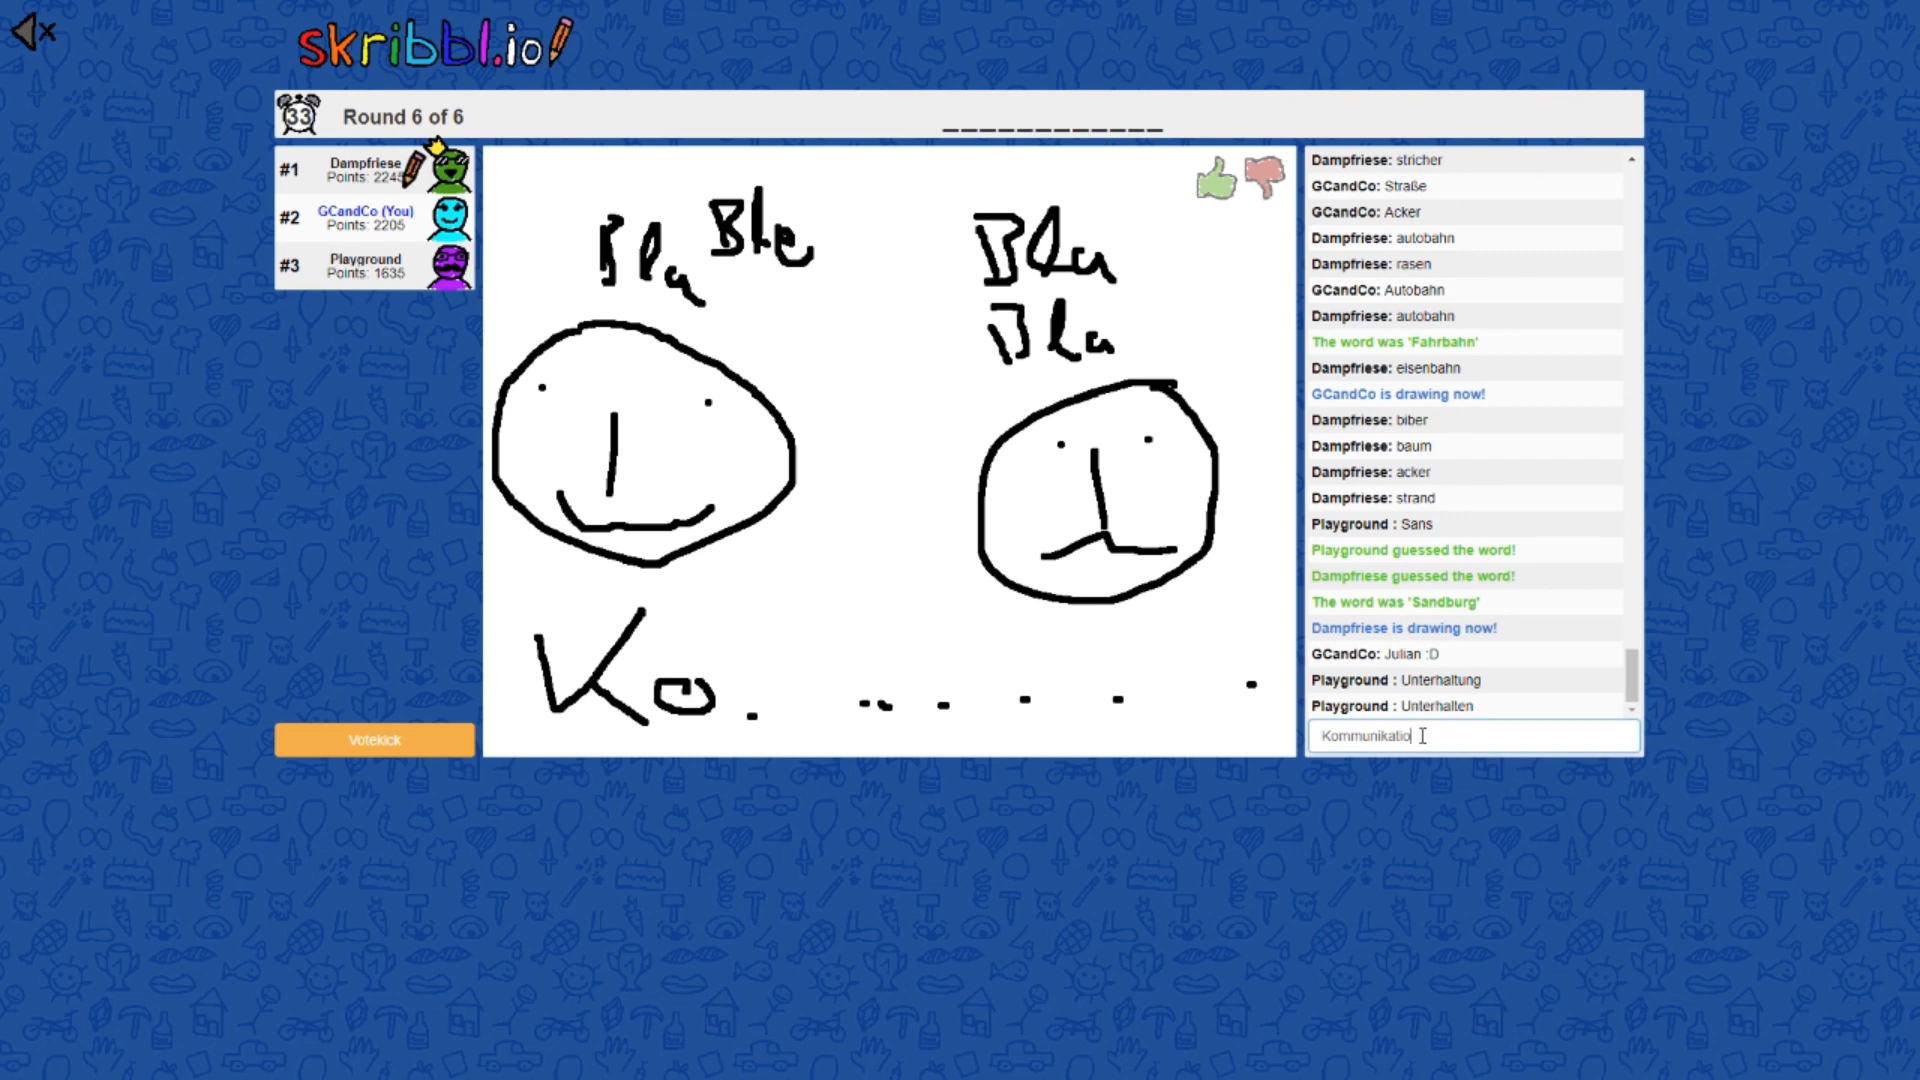 skribbl.io
33
Round 6 of 6
____________
#1 Dampfriese
Points: 2245
#2 GCandCo (You)
Points: 2205
#3 Playground
Points: 1635
Votekick
Bla Ble
Bla
Bla
Ko
Dampfriese: stricher
GCandCo: Straße
GCandCo: Acker
Dampfriese: autobahn
Dampfriese: rasen
GCandCo: Autobahn
Dampfriese: autobahn
The word was 'Fahrbahn'
Dampfriese: eisenbahn
GCandCo is drawing now!
Dampfriese: biber
Dampfriese: baum
Dampfriese: acker
Dampfriese: strand
Playground : Sans
Playground guessed the word!
Dampfriese guessed the word!
The word was 'Sandburg'
Dampfriese is drawing now!
GCandCo: Julian :D
Playground : Unterhaltung
Playground : Unterhalten
Kommunikatio